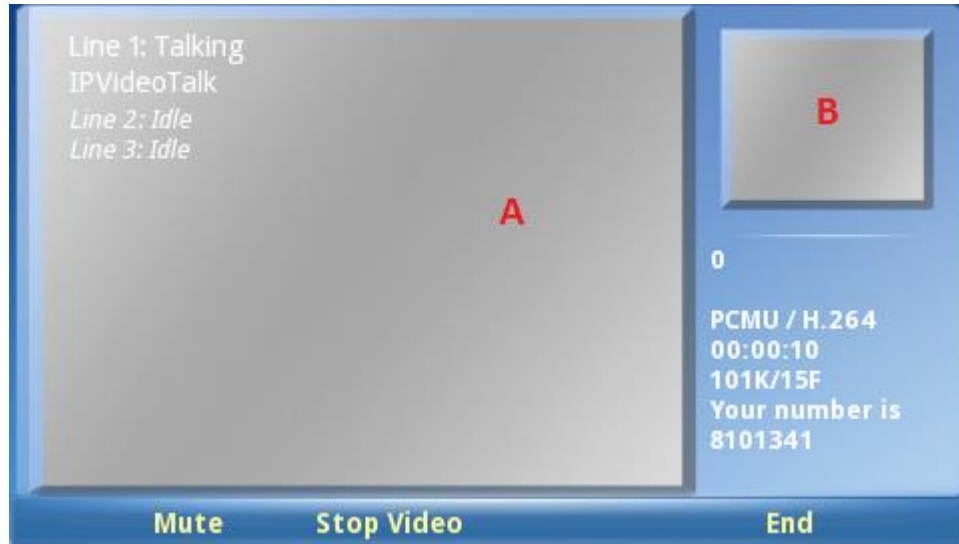 Line 1: Talking
IPVideoTalk
Line 2: Idle
Line 3: Idle
A
B
0
PCMU / H.264
00:00:10
101K/15F
Your number is
8101341
Mute Stop Video End